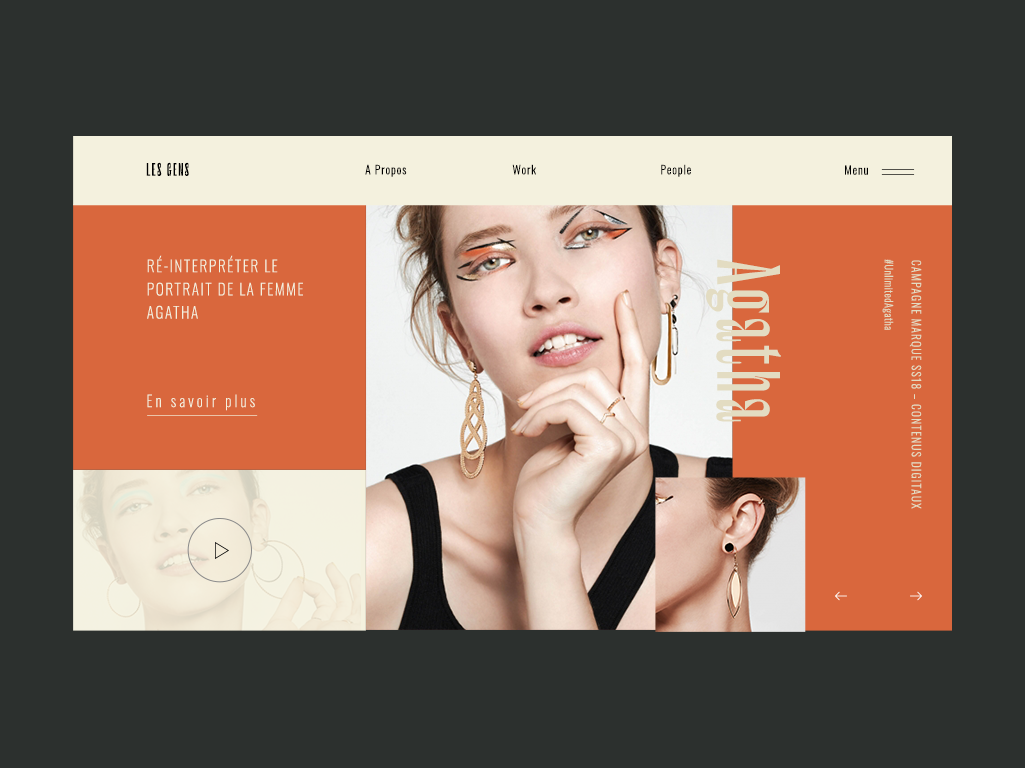 LES GENS
A Propos
Work
People
Menu
RÉ-INTERPRÉTER LE
PORTRAIT DE LA FEMME
AGATHA
En savoir plus
Agatha
#UnlimitedAgatha
CAMPAGNE MARQUE SS18 – CONTENUS DIGITAUX